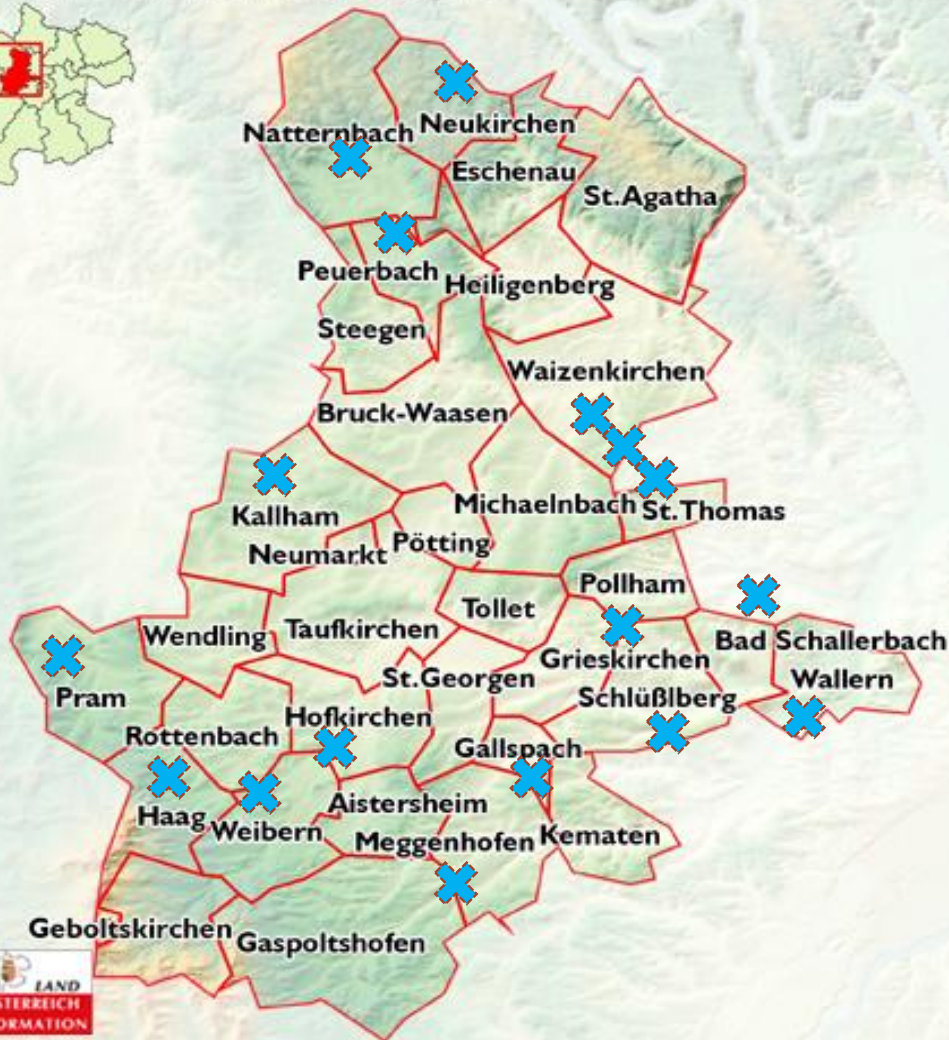 Natternbach
Neukirchen
Eschenau
St.Agatha
Peuerbach
Heiligenberg
Steegen
Waizenkirchen
Bruck-Waasen
Kallham
Michaelnbach
St.Thomas
Neumarkt
Pötting
Pollham
Tollet
Wendling
Taufkirchen
Bad Schallerbach
Grieskirchen
Wallern
St.Georgen
Pram
Schlüßlberg
Hofkirchen
Rottenbach
Gallspach
Aistersheim
Haag
Weibern
Meggenhofen
Kematen
Geboltskirchen
Gaspoltshofen
LAND
STERREICH
ORMATION